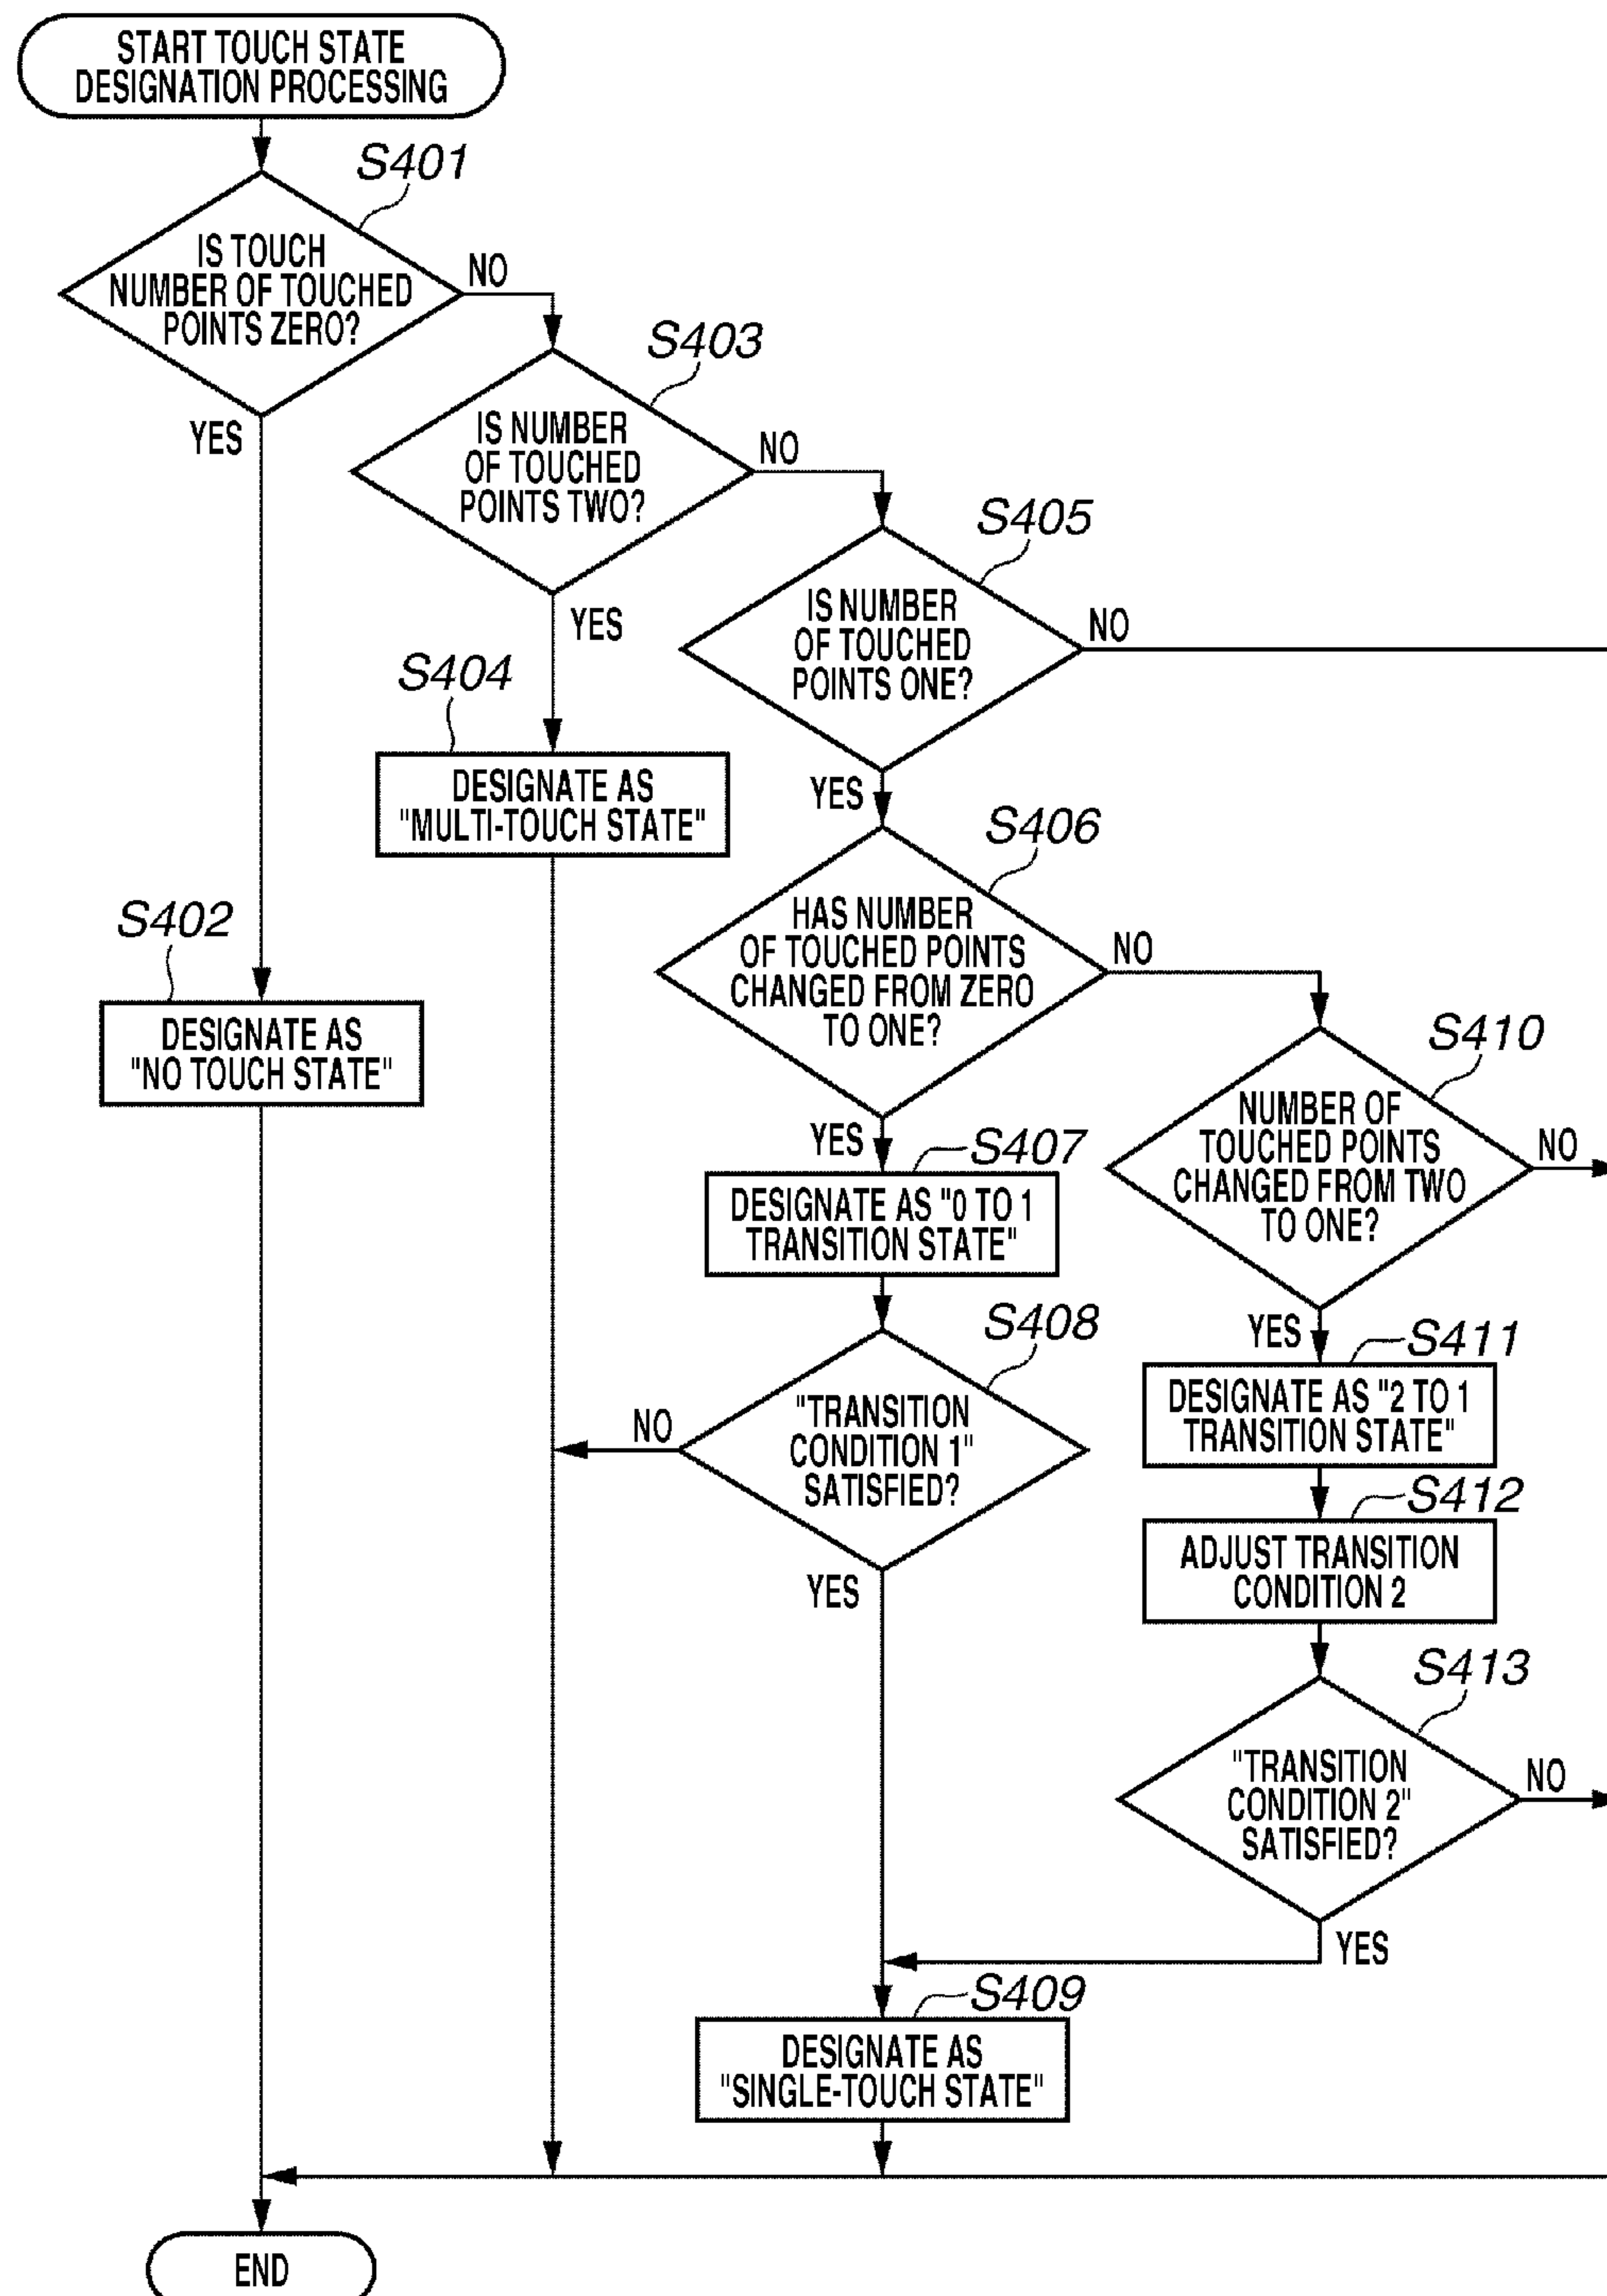 START TOUCH STATE
DESIGNATION PROCESSING
S401
IS TOUCH
NUMBER OF TOUCHED
POINTS ZERO?
NO
YES
S403
IS NUMBER
OF TOUCHED
POINTS TWO?
NO
YES
S405
IS NUMBER
OF TOUCHED
POINTS ONE?
NO
YES
S404
DESIGNATE AS
"MULTI-TOUCH STATE"
S406
HAS NUMBER
OF TOUCHED POINTS
CHANGED FROM ZERO
TO ONE?
NO
YES
S402
DESIGNATE AS
"NO TOUCH STATE"
S410
NUMBER OF
TOUCHED POINTS
CHANGED FROM TWO
TO ONE?
NO
YES
S407
DESIGNATE AS "0 TO 1
TRANSITION STATE"
S408
"TRANSITION
CONDITION 1"
SATISFIED?
NO
YES
S411
DESIGNATE AS "2 TO 1
TRANSITION STATE"
S412
ADJUST TRANSITION
CONDITION 2
S413
"TRANSITION
CONDITION 2"
SATISFIED?
NO
YES
S409
DESIGNATE AS
"SINGLE-TOUCH STATE"
END